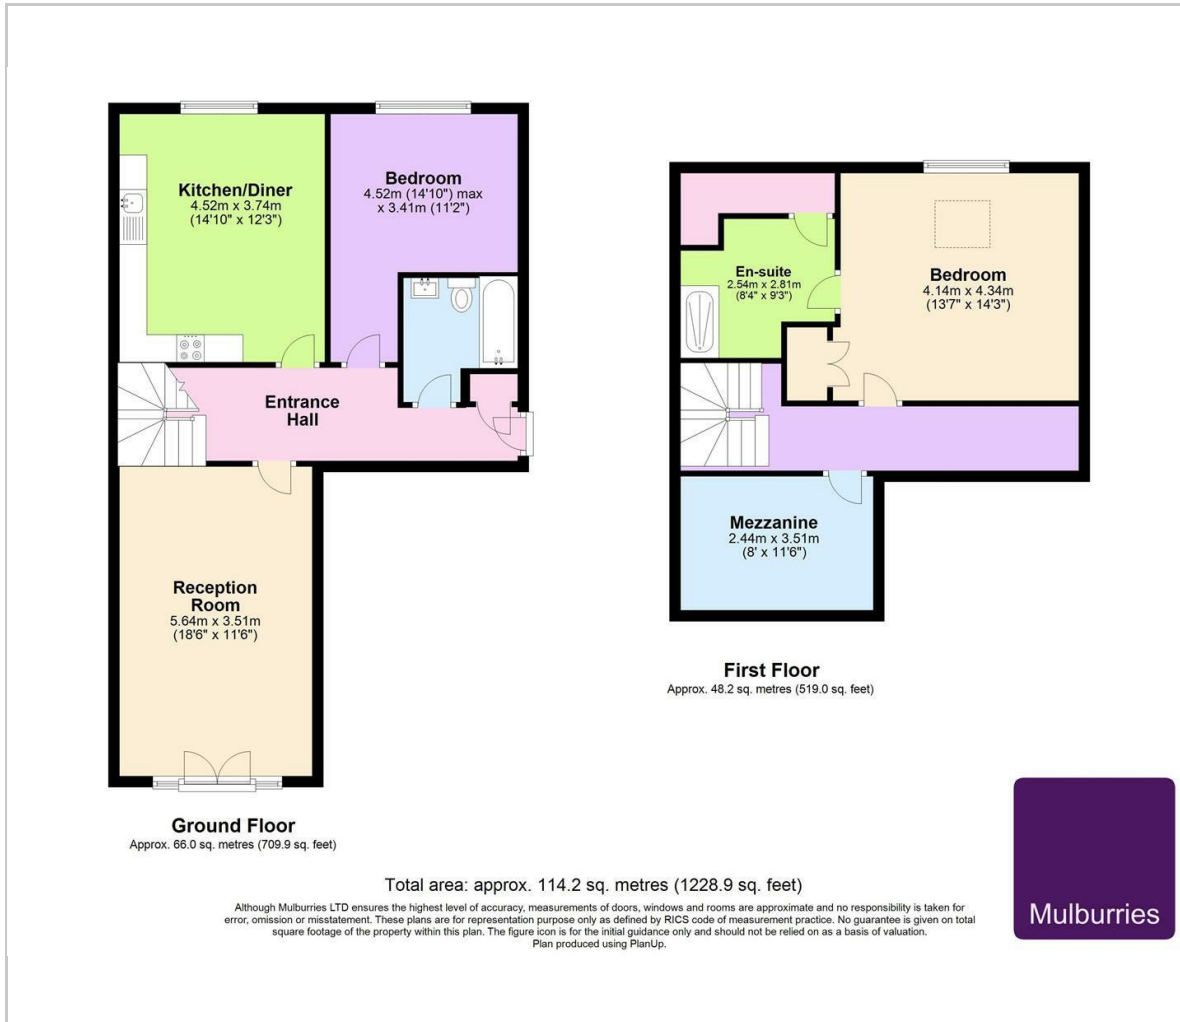 Kitchen/Diner
4.52m x 3.74m
(14'10" x 12'3")
Bedroom
4.52m (14'10") max
x 3.41m (11'2")
Entrance
Hall
Reception
Room
5.64m x 3.51m
(18'6" x 11'6")
Ground Floor
Approx. 66.0 sq. metres (709.9 sq. feet)
En-suite
2.54m x 2.81m
(8'4" x 9'3")
Bedroom
4.14m x 4.34m
(13'7" x 14'3")
Mezzanine
2.44m x 3.51m
(8' x 11'6")
First Floor
Approx. 48.2 sq. metres (519.0 sq. feet)
Total area: approx. 114.2 sq. metres (1228.9 sq. feet)
Although Mulburries LTD ensures the highest level of accuracy, measurements of doors, windows and rooms are approximate and no responsibility is taken for
error, omission or misstatement. These plans are for representation purpose only as defined by RICS code of measurement practice. No guarantee is given on total
square footage of the property within this plan. The figure icon is for the initial guidance only and should not be relied on as a basis of valuation.
Plan produced using PlanUp.
Mulburries